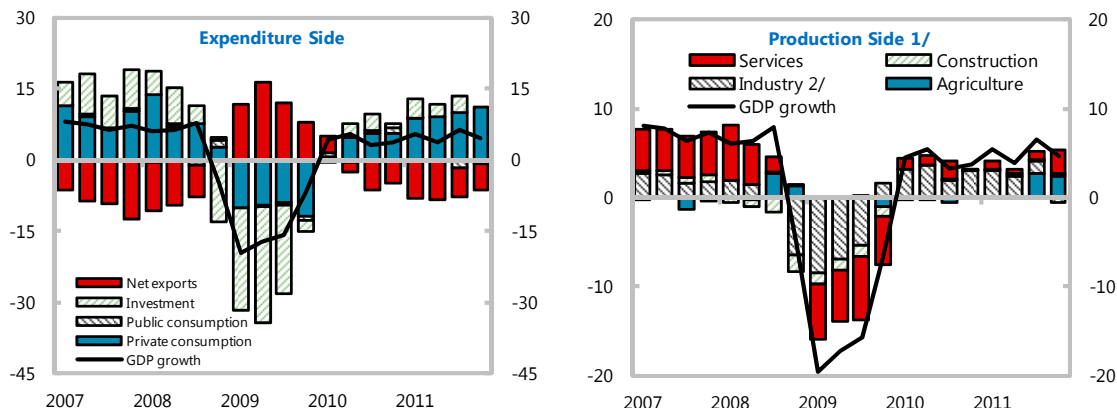 Expenditure Side
30 30
15 15
0 0
-15 -15
-30 -30
-45 -45
Net exports
Investment
Public consumption
Private consumption
GDP growth
2007 2008 2009 2010 2011
Production Side 1/
20 20
10 10
0 0
-10 -10
-20 -20
Services
Construction
Industry 2/
Agriculture
GDP growth
2007 2008 2009 2010 2011